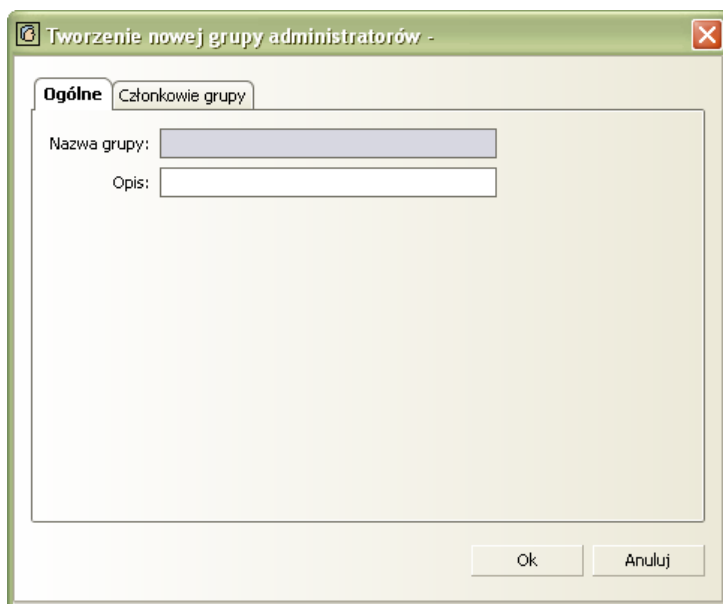 Tworzenie nowej grupy administratorów -
Ogólne Członkowie grupy
Nazwa grupy:
Opis:
Ok Anuluj